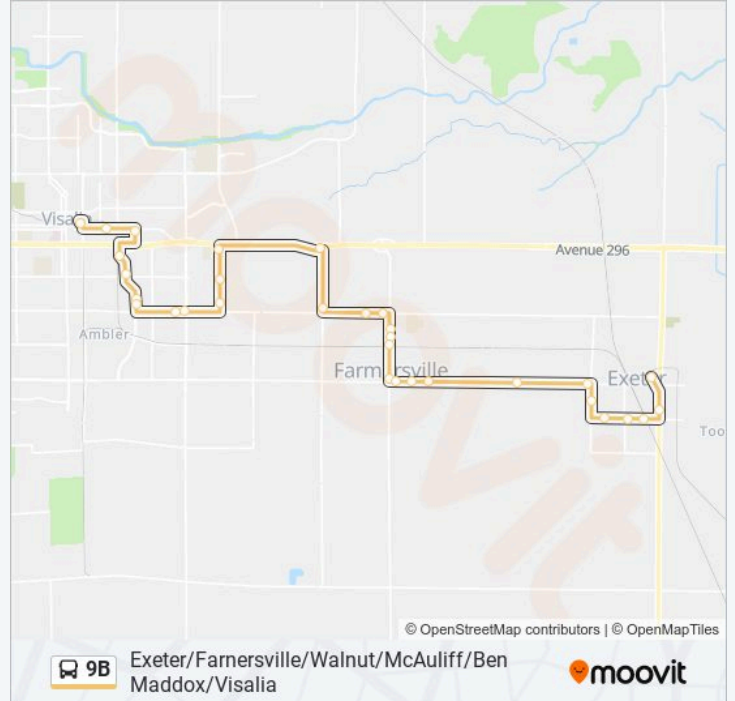 Visalia
Avenue 296
Ambler
Farmersville
Exeter
Too
© OpenStreetMap contributors | © OpenMapTiles
9B
Exeter/Farnersville/Walnut/McAuliff/Ben
Maddox/Visalia
moovit
moovit